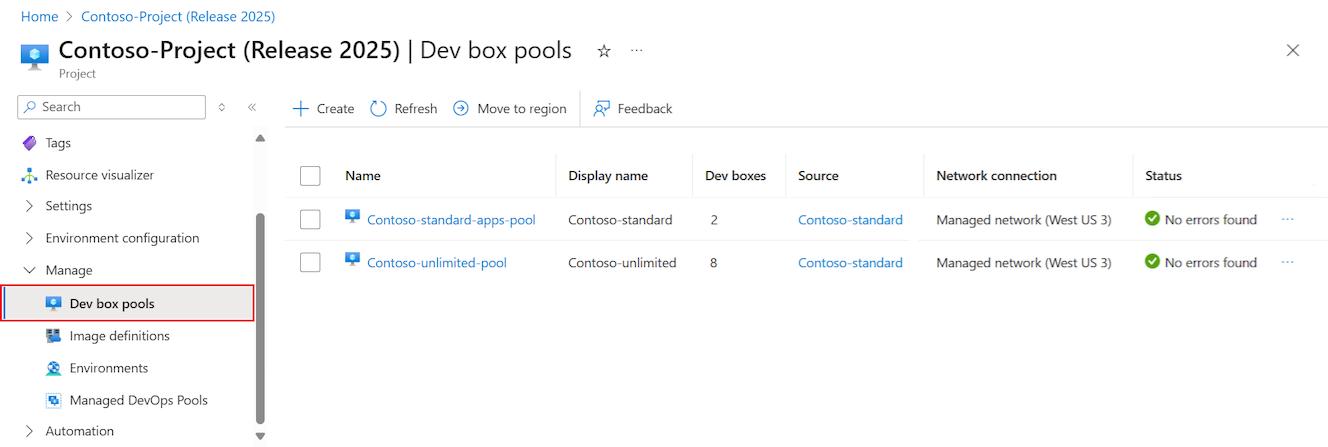 Home > Contoso-Project (Release 2025)
Contoso-Project (Release 2025) | Dev box pools
Project
Search
Create Refresh Move to region Feedback
Tags
Resource visualizer
Settings
Environment configuration
Manage
Dev box pools
Image definitions
Environments
Managed DevOps Pools
Automation
Name Display name Dev boxes Source Network connection Status
Contoso-standard-apps-pool Contoso-standard 2 Contoso-standard Managed network (West US 3) No errors found
Contoso-unlimited-pool Contoso-unlimited 8 Contoso-standard Managed network (West US 3) No errors found